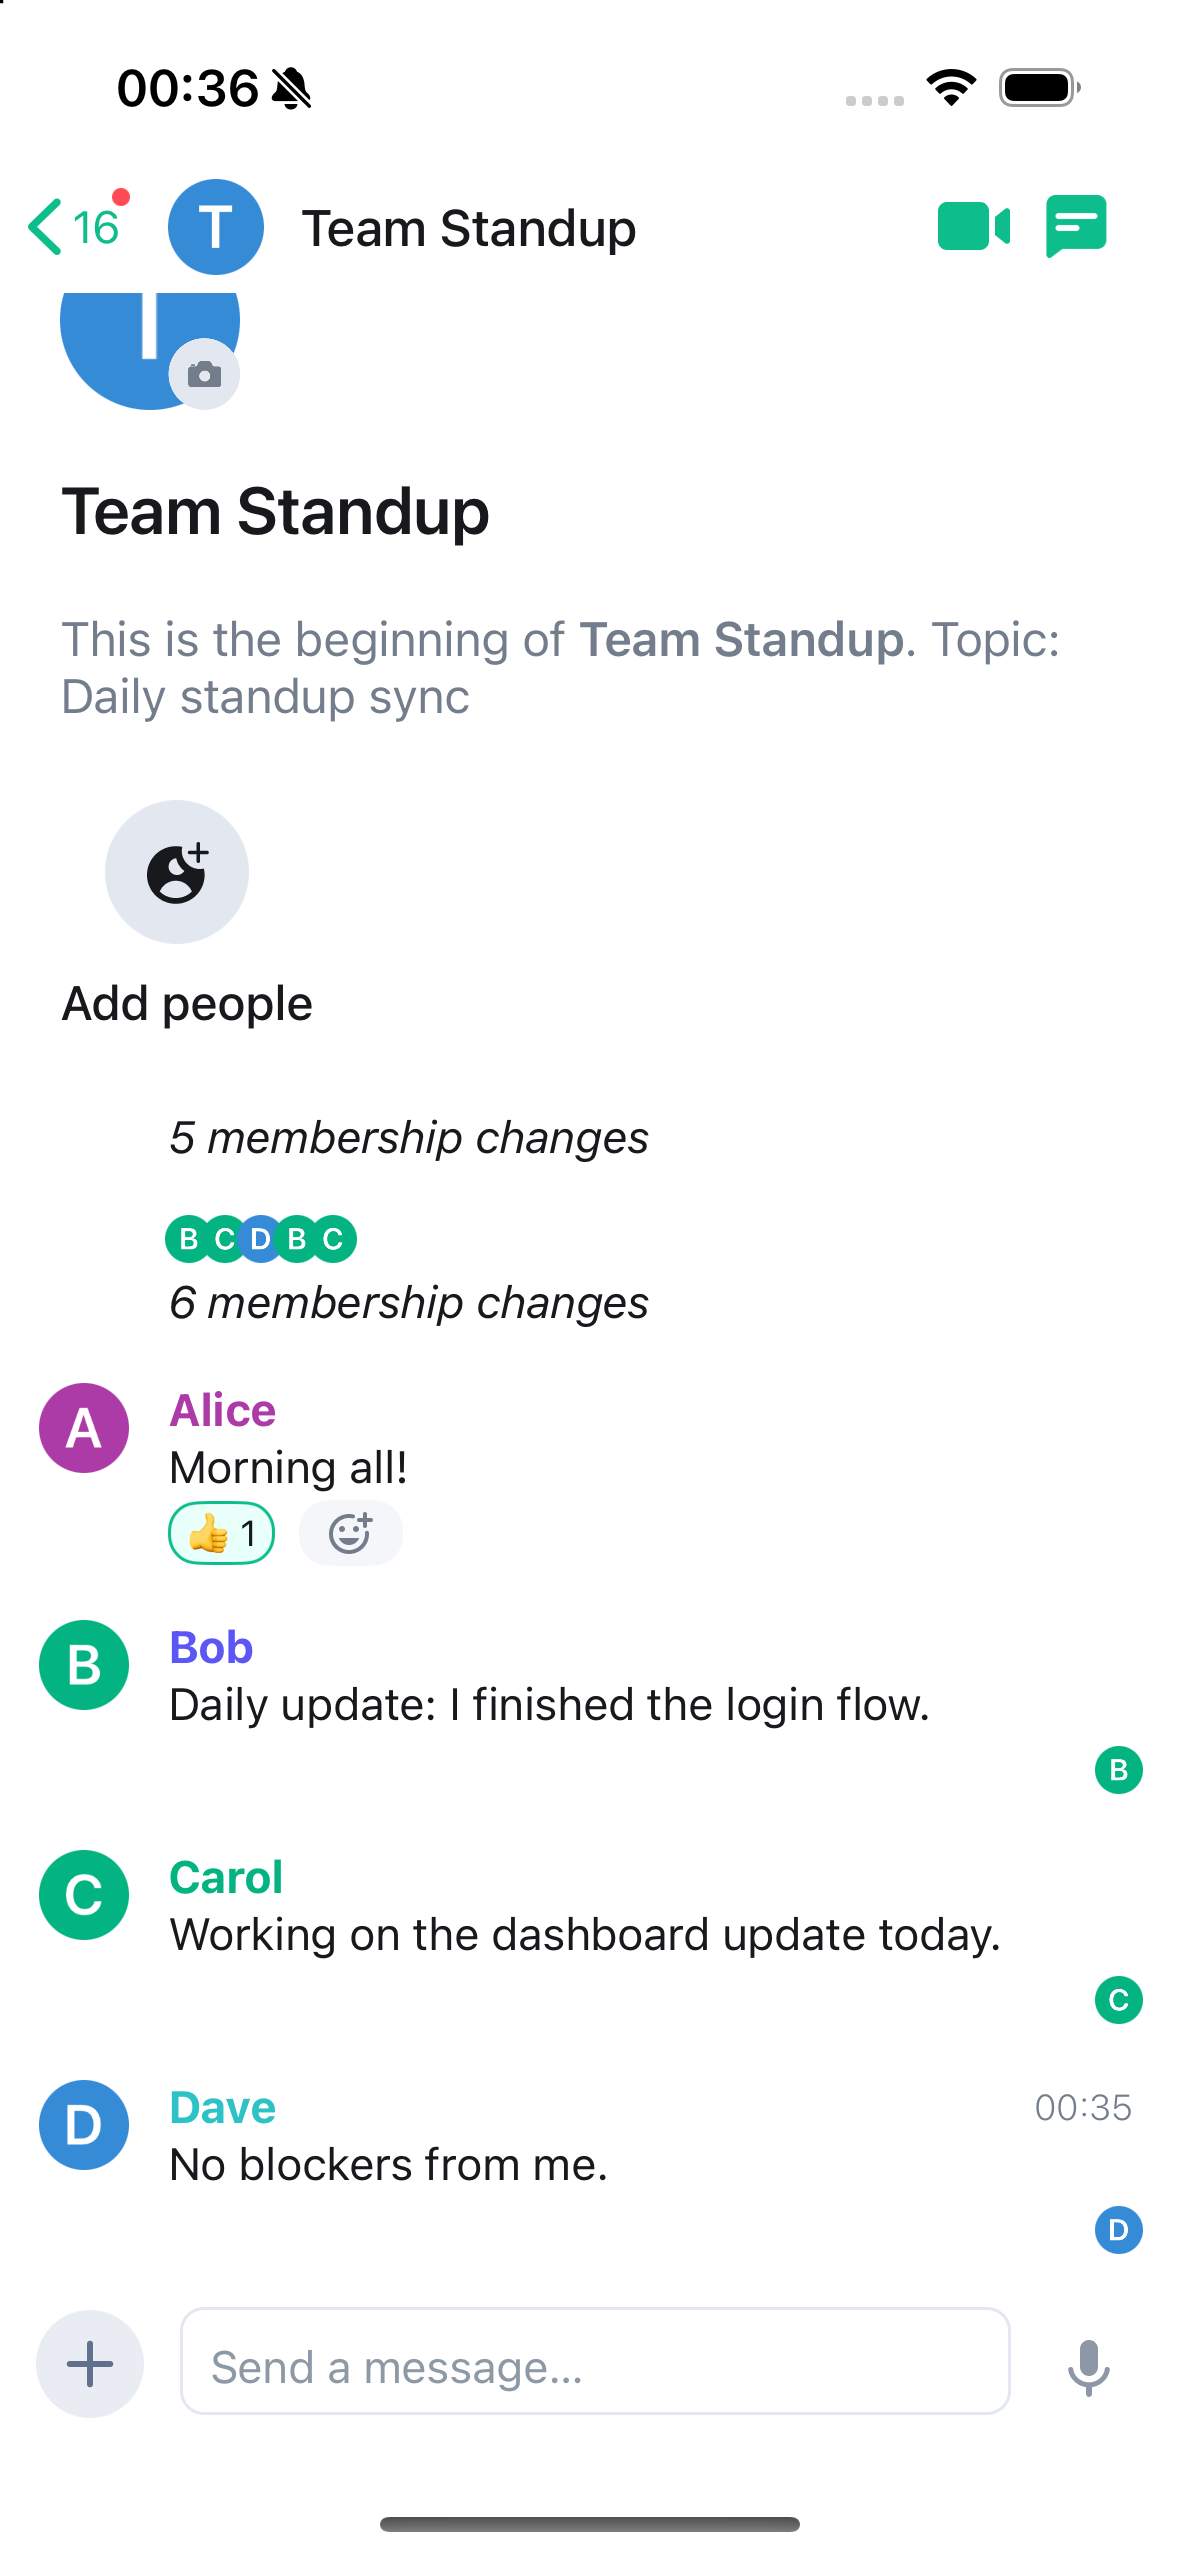 00:36
16
T
Team Standup
T
Team Standup
This is the beginning of Team Standup. Topic:
Daily standup sync
Add people
5 membership changes
B C D B C
6 membership changes
A
Alice
Morning all!
👍 1
B
Bob
Daily update: I finished the login flow.
B
C
Carol
Working on the dashboard update today.
C
D
Dave
00:35
No blockers from me.
D
Send a message...